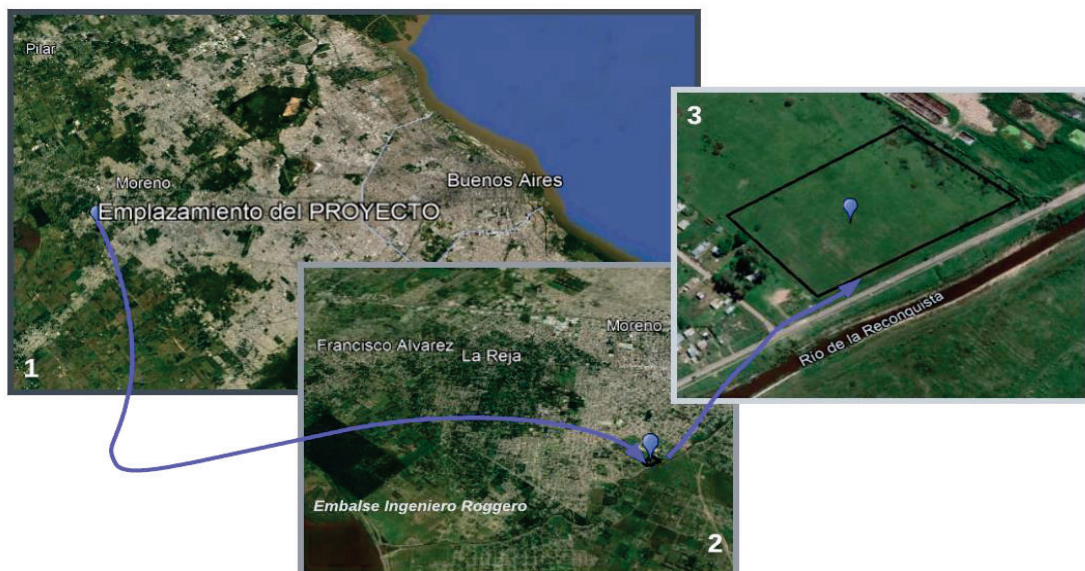 Pilar
Moreno
Buenos Aires
Emplazamiento del PROYECTO
1
Moreno
Francisco Alvarez
La Reja
Embalse Ingeniero Roggero
2
3
Río de la Reconquista